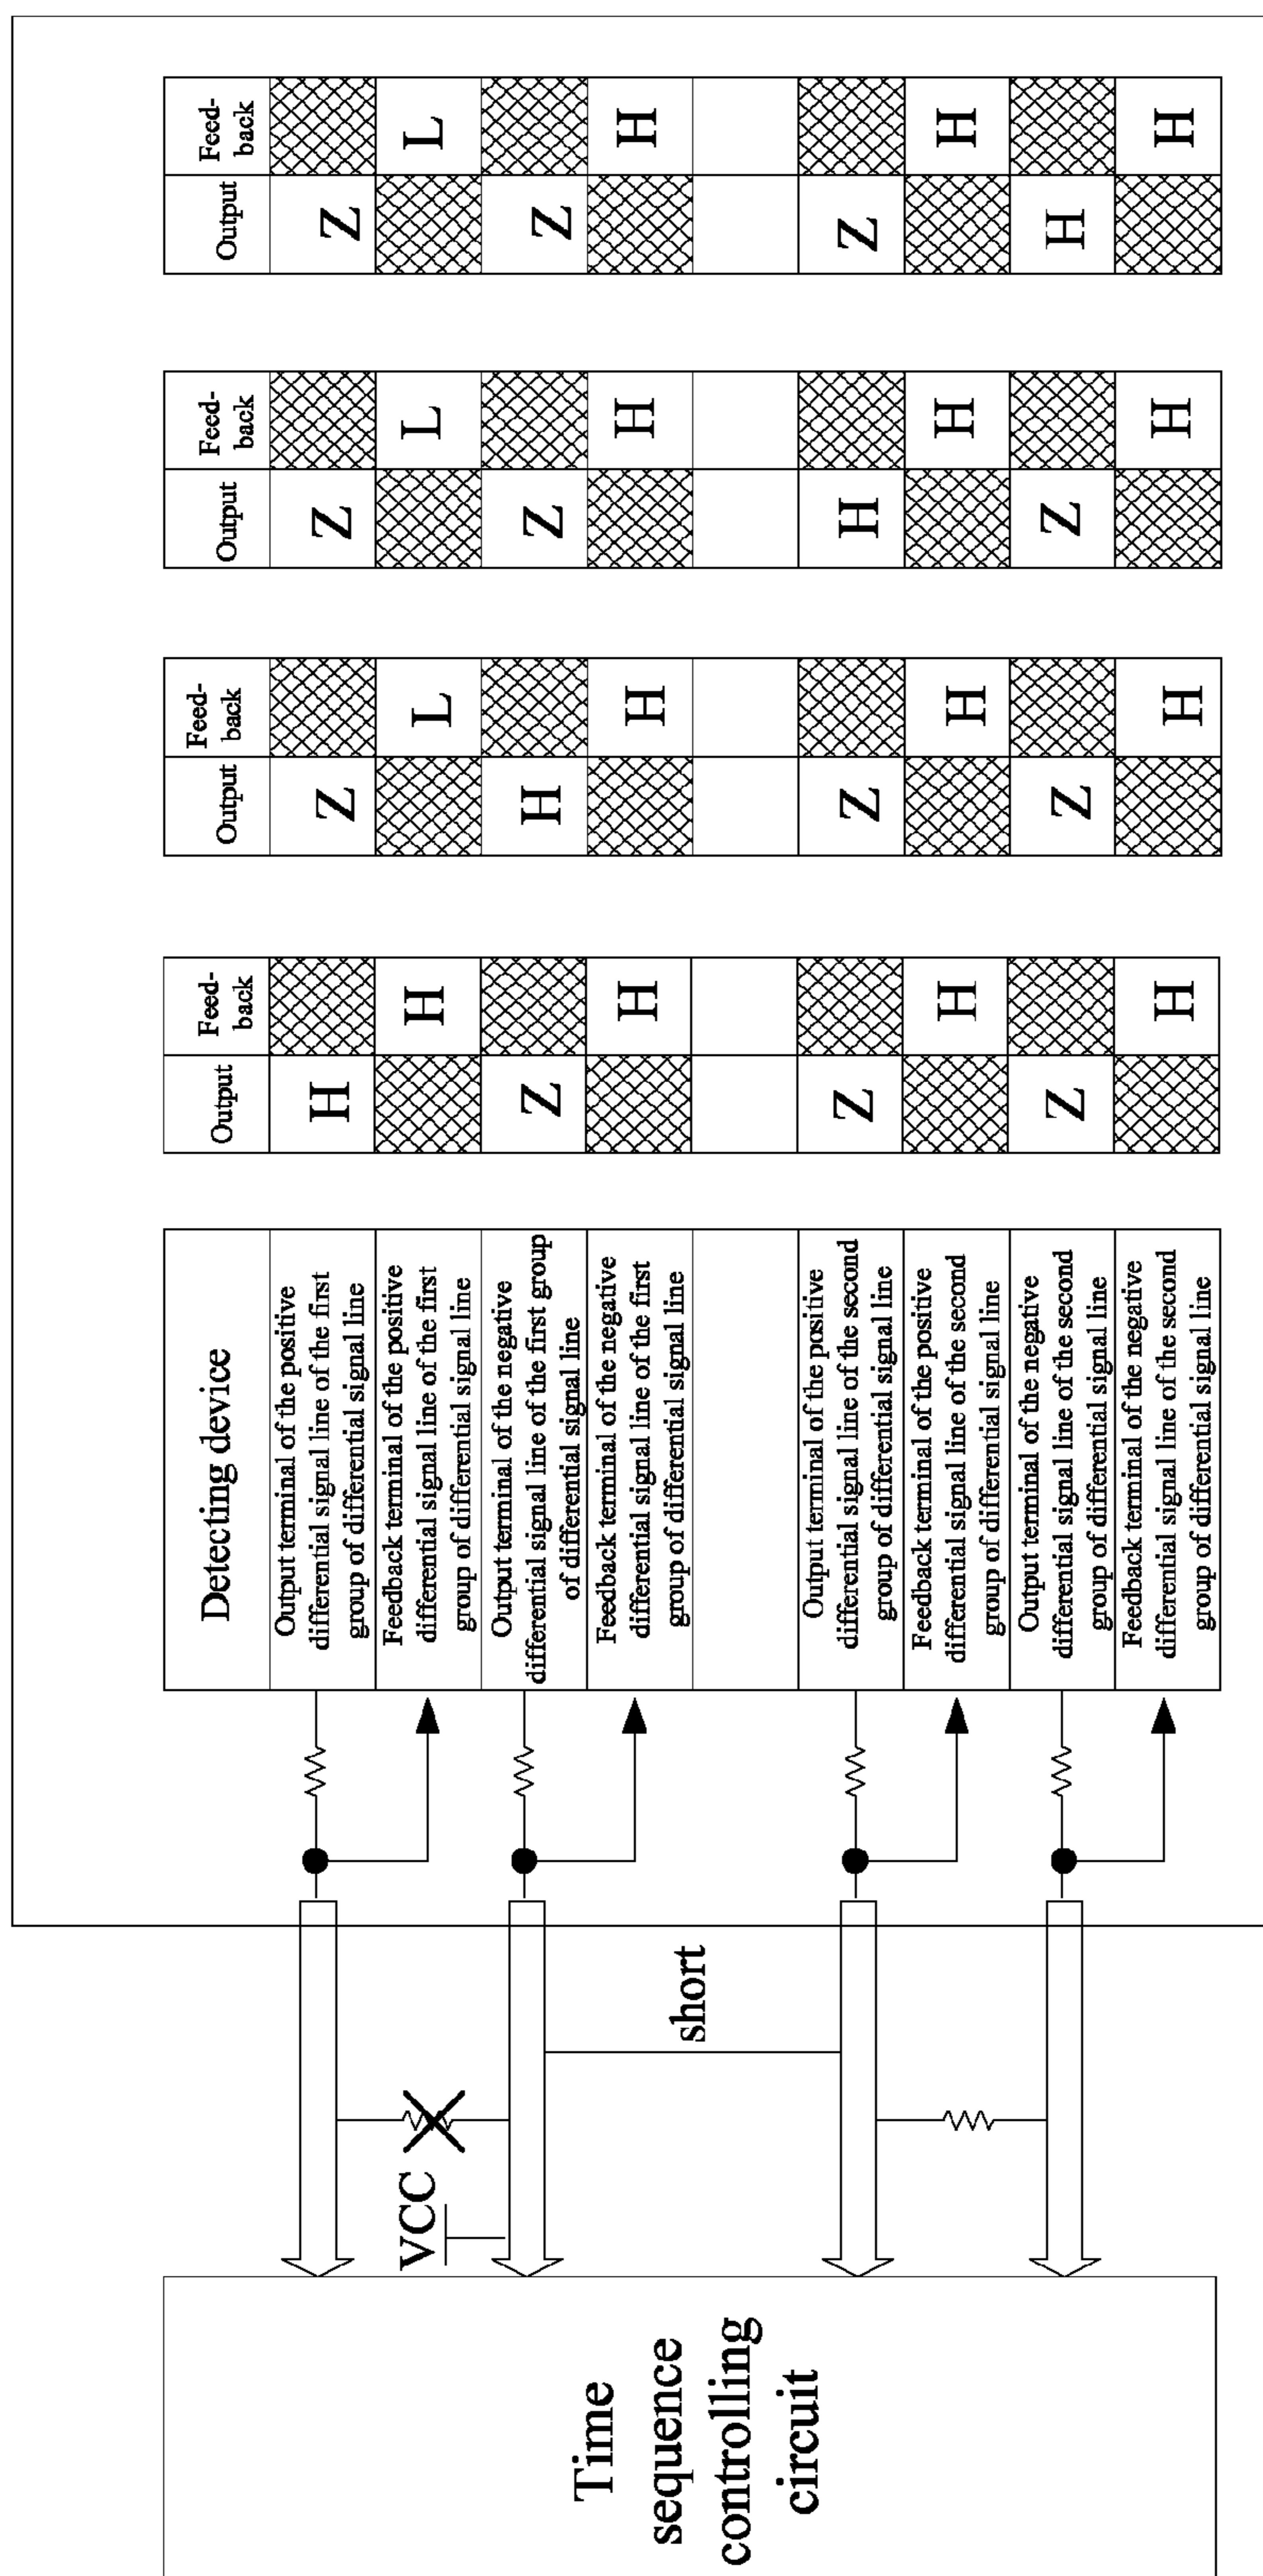 Time
sequence
controlling
circuit
VCC
short
Detecting device
Output terminal of the positive
differential signal line of the first
group of differential signal line
Feedback terminal of the positive
differential signal line of the first
group of differential signal line
Output terminal of the negative
differential signal line of the first group
of differential signal line
Feedback terminal of the negative
differential signal line of the first
group of differential signal line
Output terminal of the positive
differential signal line of the second
group of differential signal line
Feedback terminal of the positive
differential signal line of the second
group of differential signal line
Output terminal of the negative
differential signal line of the second
group of differential signal line
Feedback terminal of the negative
differential signal line of the second
group of differential signal line
Output
Feed-
back
H
H
Z
H
Z
H
Z
H
Output
Feed-
back
Z
L
H
H
Z
H
Z
H
Output
Feed-
back
Z
L
Z
H
H
H
Z
H
Output
Feed-
back
Z
L
Z
H
Z
H
H
H